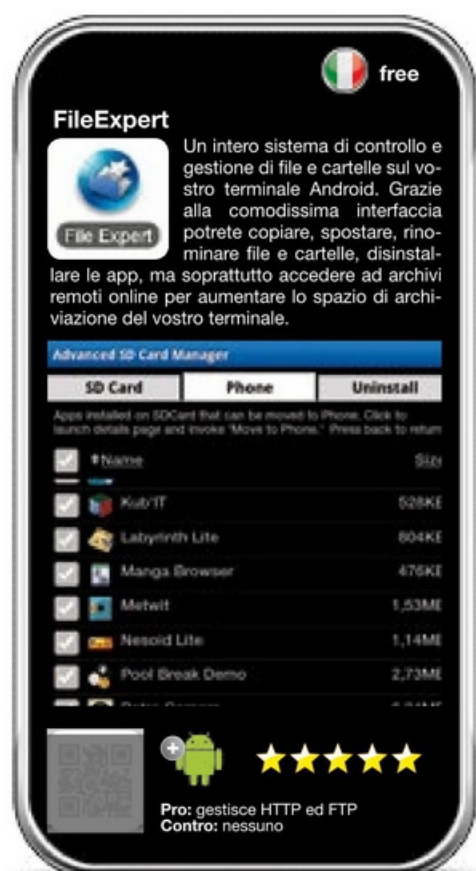 free
FileExpert
File Expert
Un intero sistema di controllo e
gestione di file e cartelle sul vo-
stro terminale Android. Grazie
alla comodissima interfaccia
potrete copiare, spostare, rino-
minare file e cartelle, disinstal-
lare le app, ma soprattutto accedere ad archivi
remoti online per aumentare lo spazio di archi-
viazione del vostro terminale.
Advanced SD Card Manager
SD Card Phone Uninstall
Apps installed on SDCard that can be moved to Phone. Click to
launch details page and invoke "Move to Phone." Press back to return
Name Size
Kub'IT 528KB
Labyrinth Lite 804KB
Manga Browser 476KB
Metwit 1,53MB
Nesoid Lite 1,14MB
Pool Break Demo 2,73MB
Pro: gestisce HTTP ed FTP
Contro: nessuno